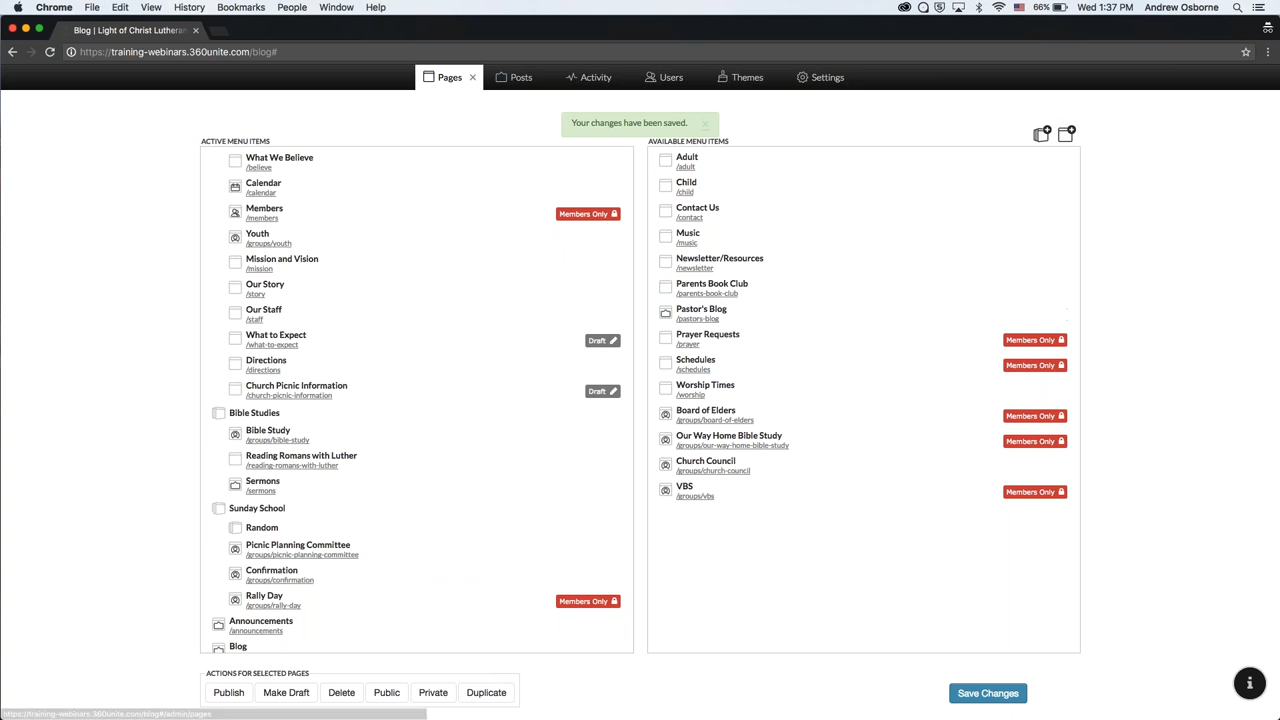 Chrome File Edit View History Bookmarks People Window Help 66% Wed 1:37 PM Andrew Osborne
Blog | Light of Christ Luthera
https://training-webinars.360unite.com/blog#
Pages Posts Activity Users Themes Settings
Your changes have been saved.
ACTIVE MENU ITEMS
What We Believe
/believe
Calendar
/calendar
Members
/members
Members Only
Youth
/groups/youth
Mission and Vision
/mission
Our Story
/story
Our Staff
/staff
What to Expect
/what-to-expect
Draft
Directions
/directions
Church Picnic Information
/church-picnic-information
Draft
Bible Studies
Bible Study
/groups/bible-study
Reading Romans with Luther
/reading-romans-with-luther
Sermons
/sermons
Sunday School
Random
Picnic Planning Committee
/groups/picnic-planning-committee
Confirmation
/groups/confirmation
Rally Day
/groups/rally-day
Members Only
Announcements
/announcements
Blog
AVAILABLE MENU ITEMS
Adult
/adult
Child
/child
Contact Us
/contact
Music
/music
Newsletter/Resources
/newsletter
Parents Book Club
/parents-book-club
Pastor's Blog
/pastors-blog
Prayer Requests
/prayer
Members Only
Schedules
/schedules
Members Only
Worship Times
/worship
Board of Elders
/groups/board-of-elders
Members Only
Our Way Home Bible Study
/groups/our-way-home-bible-study
Members Only
Church Council
/groups/church-council
VBS
/groups/vbs
Members Only
ACTIONS FOR SELECTED PAGES
Publish Make Draft Delete Public Private Duplicate
Save Changes
https://training-webinars.360unite.com/blog#/admin/pages